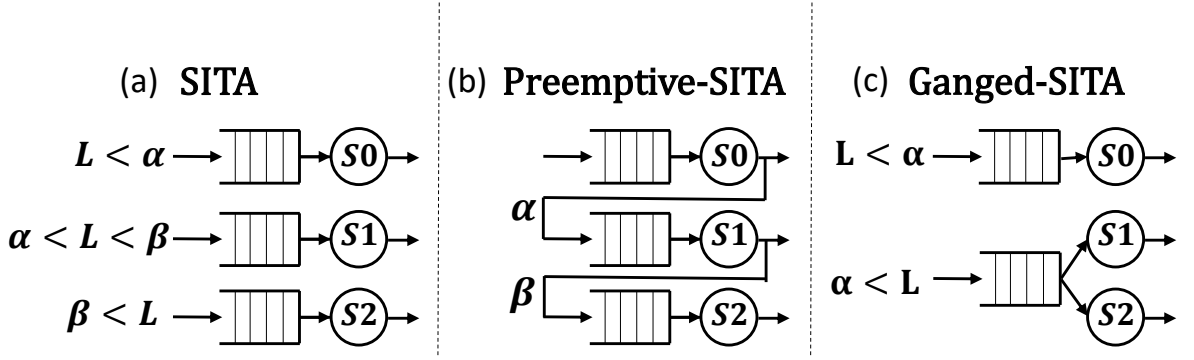 (a) SITA
L < α
S0
α < L < β
S1
β < L
S2
(b) Preemptive-SITA
S0
α
S1
β
S2
(c) Ganged-SITA
L < α
S0
S1
α < L
S2